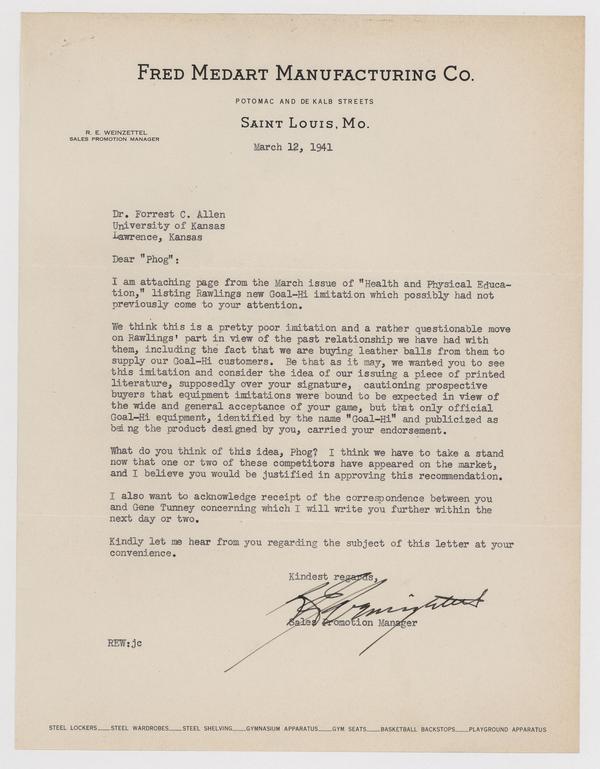 FRED MEDART MANUFACTURING CO.
POTOMAC AND DE KALB STREETS
SAINT LOUIS, MO.
R. E. WEINZETTEL
SALES PROMOTION MANAGER
March 12, 1941
Dr. Forrest C. Allen
University of Kansas
Lawrence, Kansas
Dear "Phog":
I am attaching page from the March issue of "Health and Physical Educa-
tion," listing Rawlings new Goal-Hi imitation which possibly had not
previously come to your attention.
We think this is a pretty poor imitation and a rather questionable move
on Rawlings' part in view of the past relationship we have had with
them, including the fact that we are buying leather balls from them to
supply our Goal-Hi customers. Be that as it may, we wanted you to see
this imitation and consider the idea of our issuing a piece of printed
literature, supposedly over your signature, cautioning prospective
buyers that equipment imitations were bound to be expected in view of
the wide and general acceptance of your game, but that only official
Goal-Hi equipment, identified by the name "Goal-Hi" and publicized as
being the product designed by you, carried your endorsement.
What do you think of this idea, Phog? I think we have to take a stand
now that one or two of these competitors have appeared on the market,
and I believe you would be justified in approving this recommendation.
I also want to acknowledge receipt of the correspondence between you
and Gene Tunney concerning which I will write you further within the
next day or two.
Kindly let me hear from you regarding the subject of this letter at your
convenience.
Kindest regards,
R E Weinzettel
Sales Promotion Manager
REW:jc
STEEL LOCKERS___STEEL WARDROBES___STEEL SHELVING___GYMNASIUM APPARATUS___GYM SEATS___BASKETBALL BACKSTOPS___PLAYGROUND APPARATUS